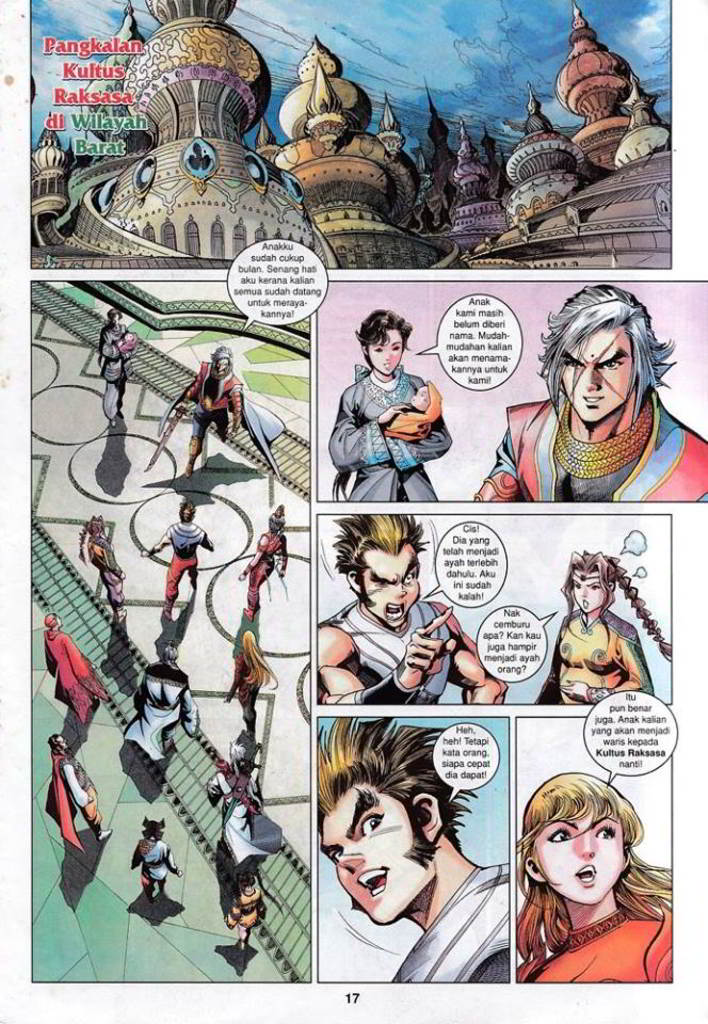 Pangkalan
Kultus
Raksasa
di Wilayah
Barat
Anakku
sudah cukup
bulan. Senang hati
aku kerana kalian
semua sudah datang
untuk meraya-
kannya!
Anak
kami masih
belum diberi
nama. Mudah-
mudahan kalian
akan menama-
kannya untuk
kami!
Cis!
Dia yang
telah menjadi
ayah terlebih
dahulu. Aku
ini sudah
kalah!
Nak
cemburu
apa? Kan kau
juga hampir
menjadi ayah?
Heh,
heh! Tetapi
kata orang,
siapa cepat
dia dapat!
Itu
pun benar
juga. Anak kalian
yang akan menjadi
waris kepada
Kultus Raksasa
nanti!
17